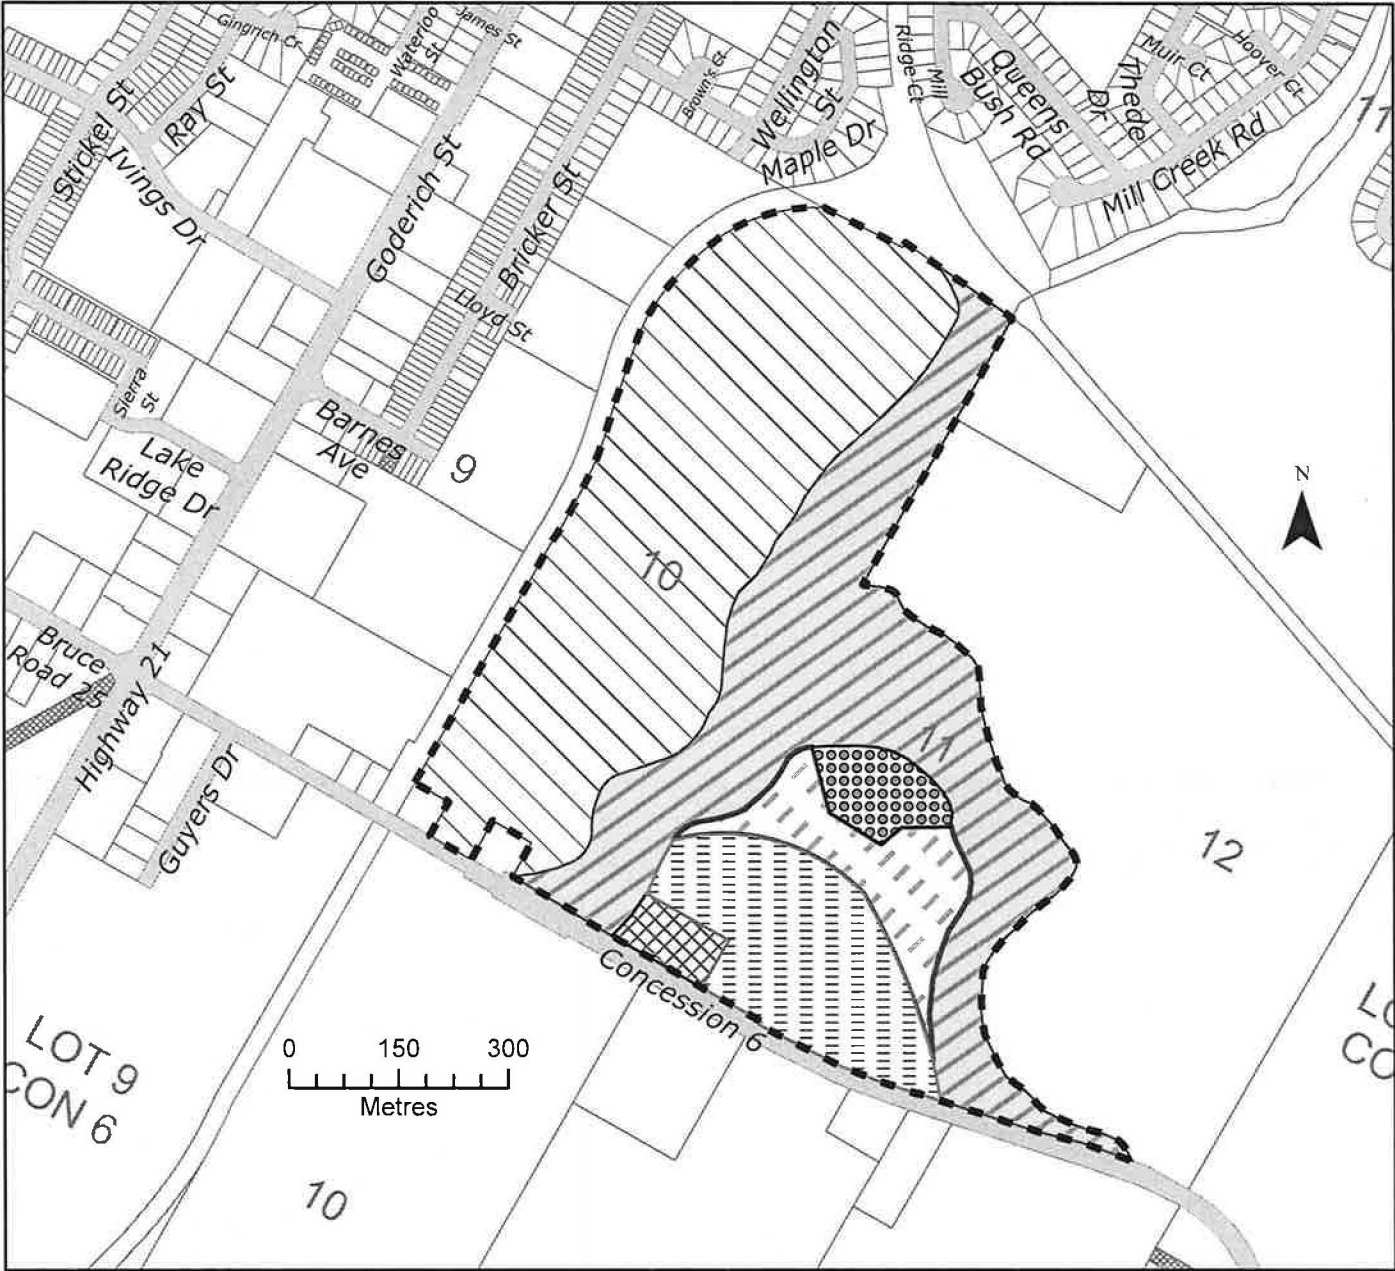 Gingrich Cr
Waterloo
St
James St
Stickel St
Ray St
Ivings Dr
Goderich St
Bricker St
Brown's Ct
Wellington
St
Maple Dr
Ridge Ct
Mill
Queens
Bush Rd
Thede
Dr
Muir Ct
Hoover Ct
Mill Creek Rd
11
Lloyd St
Sierra
St
Barnes
Ave
Lake
Ridge Dr
9
N
10
Bruce
Road 25
Highway 21
Guyers Dr
11
12
Concession 6
LOT 9
CON 6
0 150 300
Metres
LO
CO
10